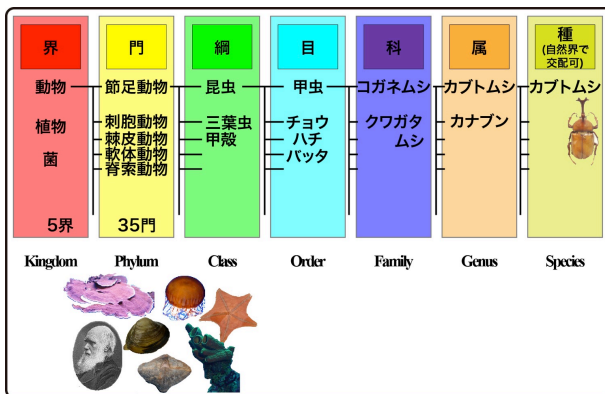 界 門 綱 目 科 属 種
(自然界で
交配可)
動物 節足動物 昆虫 甲虫 コガネムシ カブトムシ カブトムシ
植物 刺胞動物 三葉虫 チョウ クワガタ カナブン
棘皮動物 甲殻 ハチ ムシ
菌 軟体動物 バッタ
脊索動物
5界 35門
Kingdom Phylum Class Order Family Genus Species